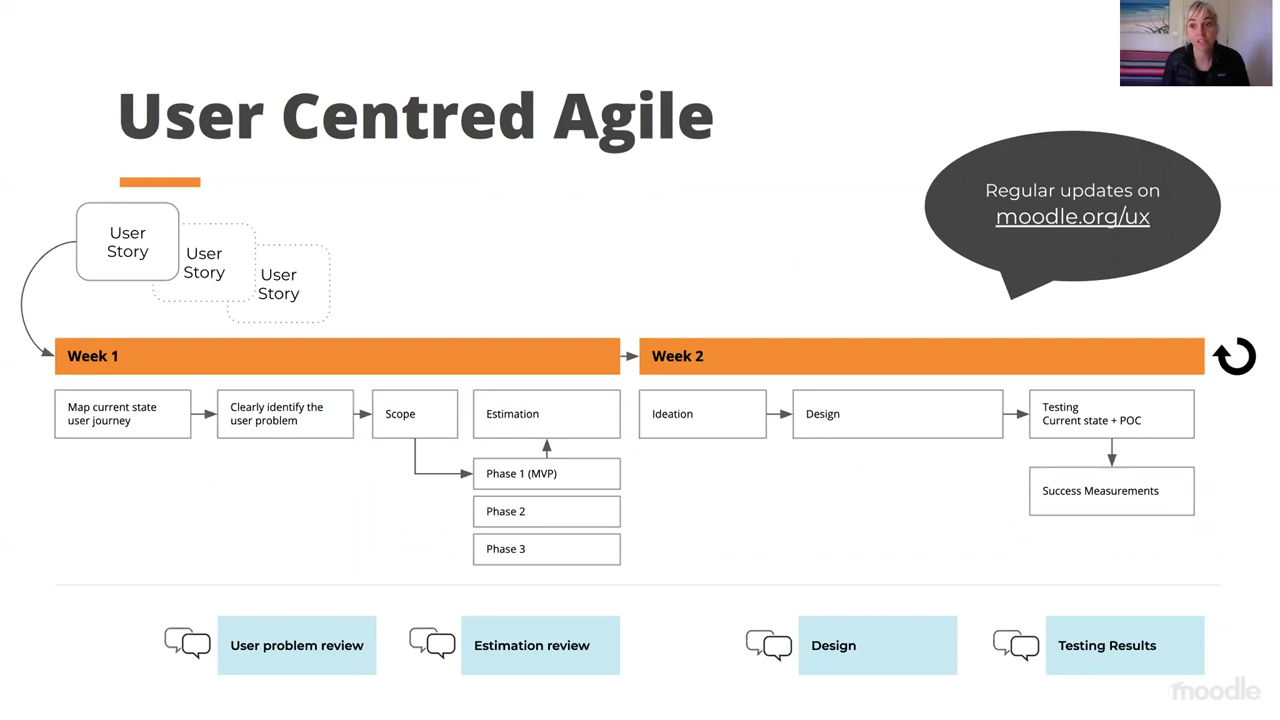 User Centred Agile
Regular updates on
moodle.org/ux
User
Story
User
Story
User
Story
Week 1
Week 2
Map current state
user journey
Clearly identify the
user problem
Scope
Estimation
Phase 1 (MVP)
Phase 2
Phase 3
Ideation
Design
Testing
Current state + POC
Success Measurements
User problem review
Estimation review
Design
Testing Results
moodle